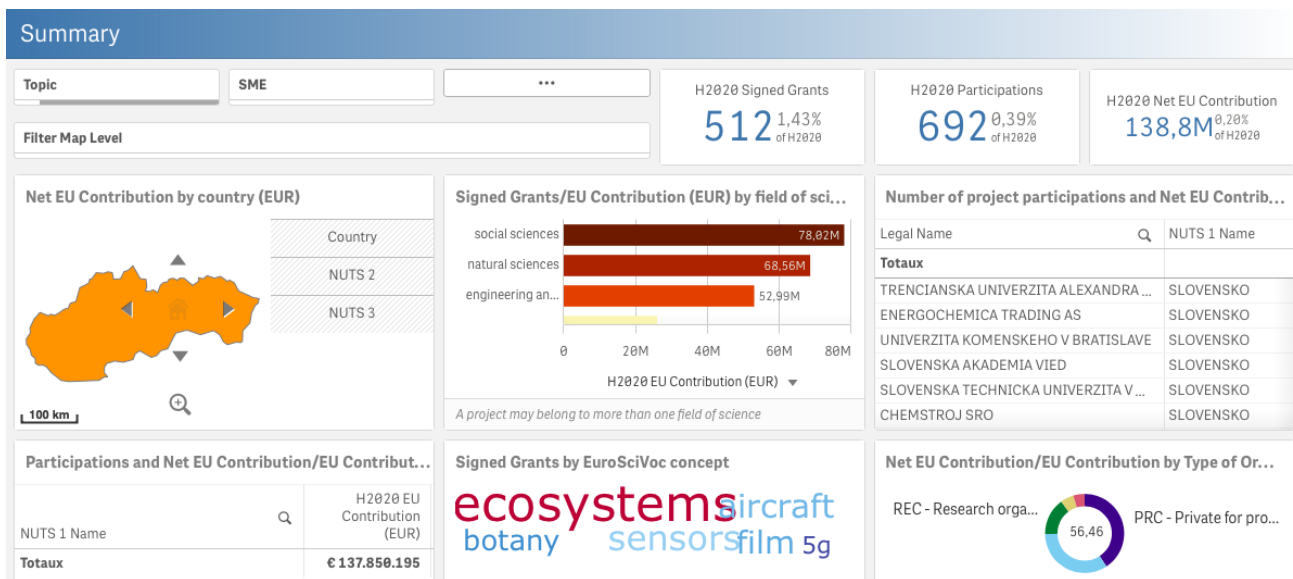 Summary
Topic
SME
...
Filter Map Level
H2020 Signed Grants
512 1,43% of H2020
H2020 Participations
692 0,39% of H2020
H2020 Net EU Contribution
138,8M 0,20% of H2020
Net EU Contribution by country (EUR)
Country
NUTS 2
NUTS 3
100 km
Signed Grants/EU Contribution (EUR) by field of sci...
social sciences 78,02M
natural sciences 68,56M
engineering an... 52,99M
0 20M 40M 60M 80M
H2020 EU Contribution (EUR)
A project may belong to more than one field of science
Number of project participations and Net EU Contrib...
Legal Name NUTS 1 Name
Totaux
TRENCIANSKA UNIVERZITA ALEXANDRA ... SLOVENSKO
ENERGOCHEMICA TRADING AS SLOVENSKO
UNIVERZITA KOMENSKEHO V BRATISLAVE SLOVENSKO
SLOVENSKA AKADEMIA VIED SLOVENSKO
SLOVENSKA TECHNICKA UNIVERZITA V ... SLOVENSKO
CHEMSTROJ SRO SLOVENSKO
Participations and Net EU Contribution/EU Contribut...
NUTS 1 Name
H2020 EU
Contribution
(EUR)
Totaux € 137.850.195
Signed Grants by EuroSciVoc concept
ecosystems aircraft
botany sensors film 5g
Net EU Contribution/EU Contribution by Type of Or...
REC - Research orga...
56,46
PRC - Private for pro...